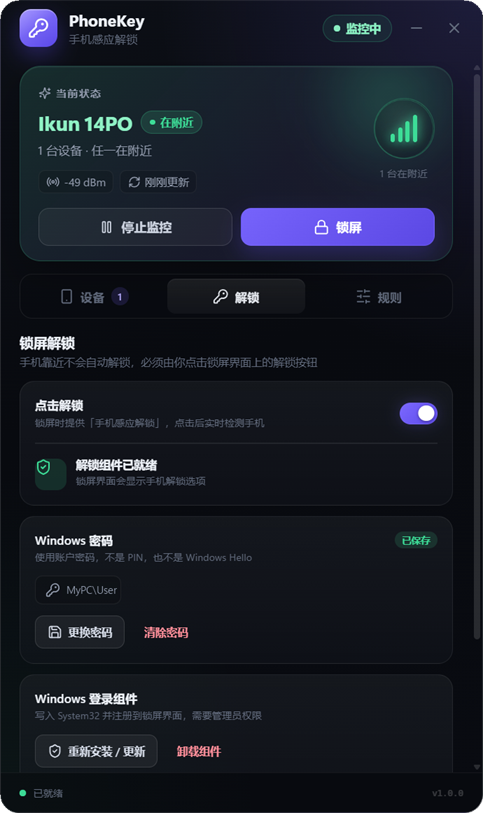 PhoneKey
手机感应解锁
监控中
当前状态
Ikun 14PO
在附近
1 台设备 · 任一在附近
-49 dBm
刚刚更新
1 台在附近
停止监控
锁屏
设备 1
解锁
规则
锁屏解锁
手机靠近不会自动解锁，必须由你点击锁屏界面上的解锁按钮
点击解锁
锁屏时提供「手机感应解锁」，点击后实时检测手机
解锁组件已就绪
锁屏界面会显示手机解锁选项
Windows 密码
已保存
使用账户密码，不是 PIN，也不是 Windows Hello
MyPC\User
更换密码
清除密码
Windows 登录组件
写入 System32 并注册到锁屏界面，需要管理员权限
重新安装 / 更新
卸载组件
已就绪
v1.0.0